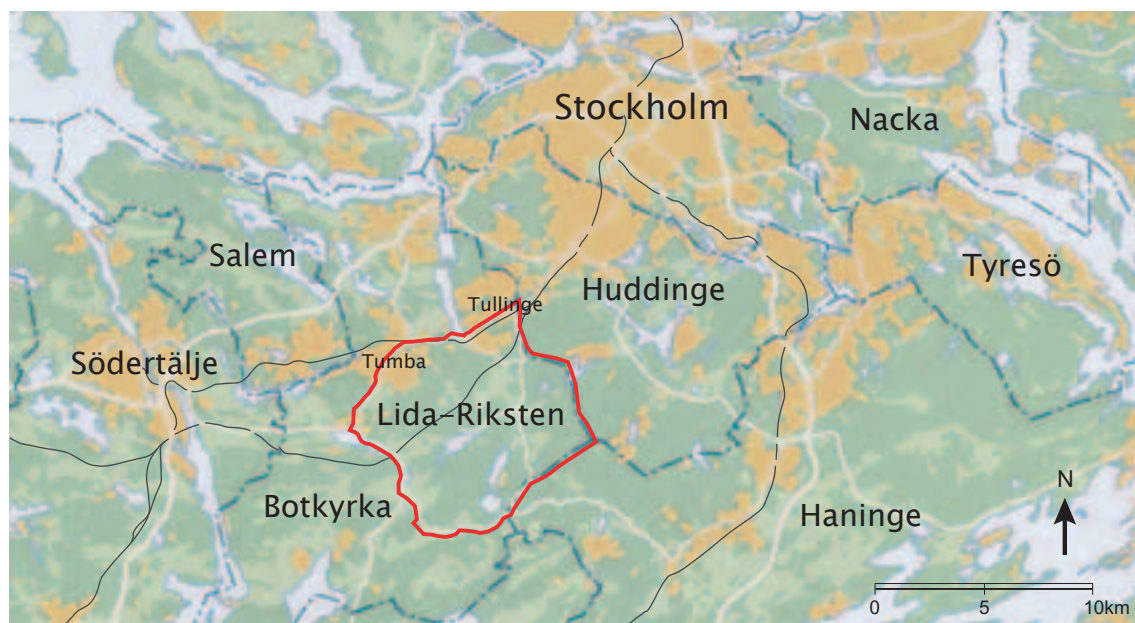 Stockholm
Nacka
Salem
Tyresö
Huddinge
Tullinge
Södertälje
Tumba
Lida-Riksten
Botkyrka
Haninge
N
0 5 10km